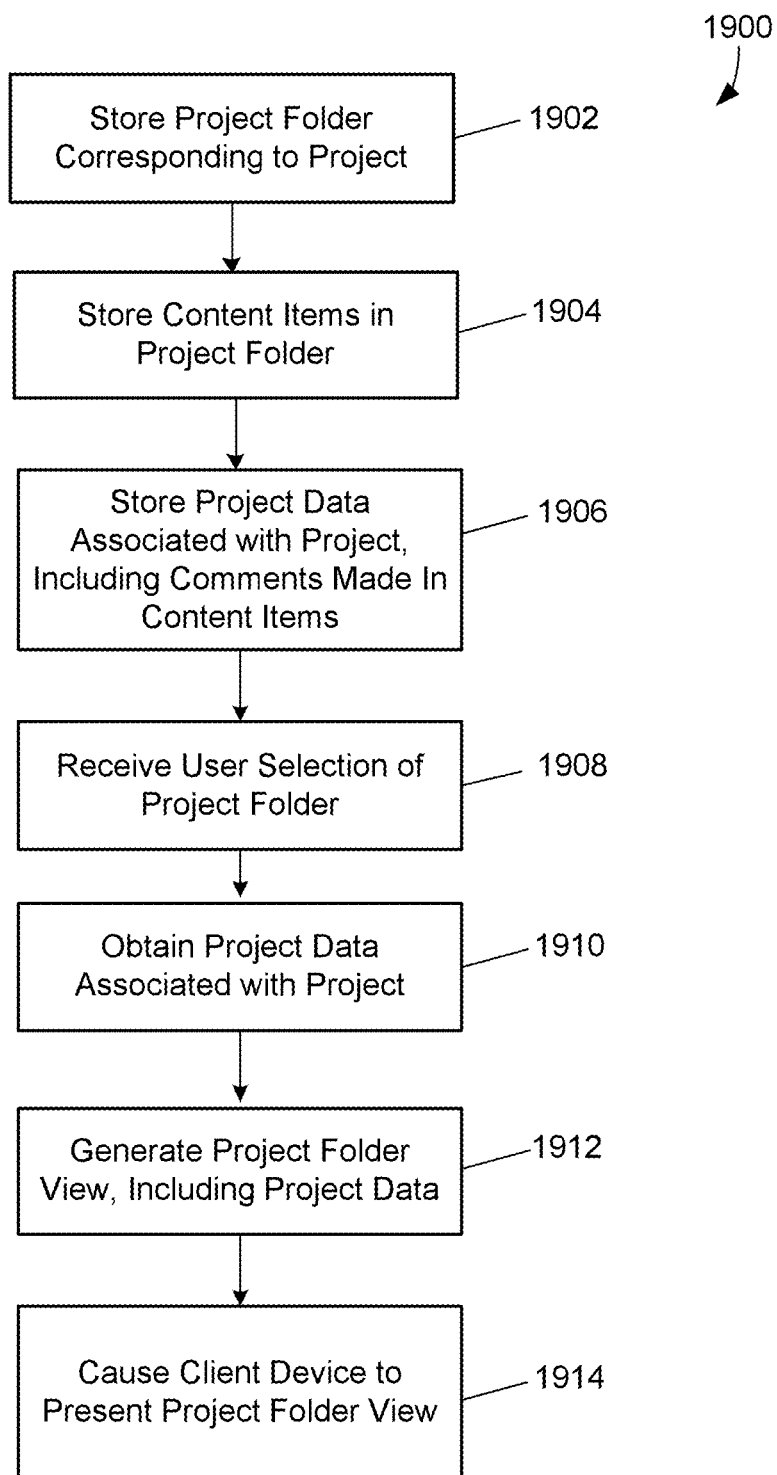 1900
Store Project Folder
Corresponding to Project
1902
Store Content Items in
Project Folder
1904
Store Project Data
Associated with Project,
Including Comments Made In
Content Items
1906
Receive User Selection of
Project Folder
1908
Obtain Project Data
Associated with Project
1910
Generate Project Folder
View, Including Project Data
1912
Cause Client Device to
Present Project Folder View
1914